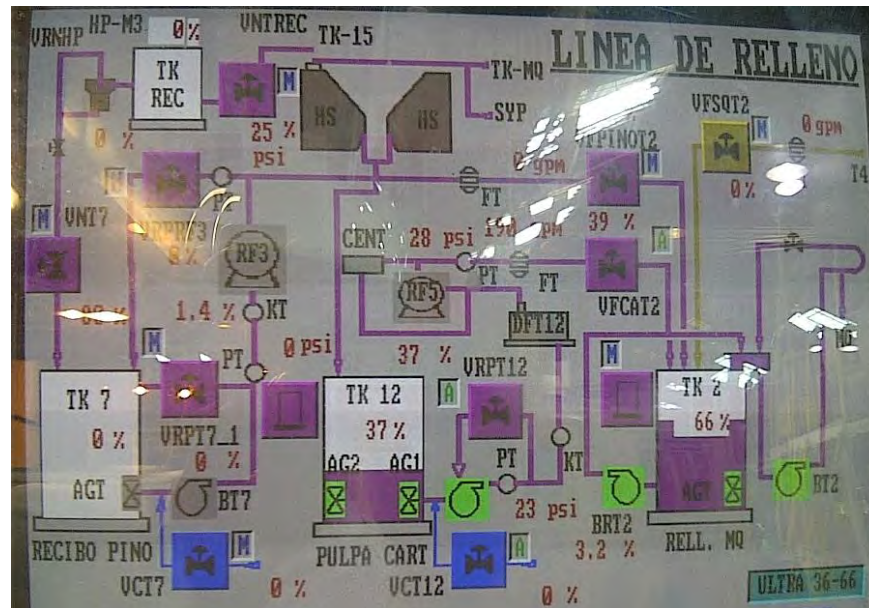 LINEA DE RELLENO
VRNHP
HP-M3
0%
VNTREC
TK-15
TK REC
M
TK-MQ
SYP
HS
HS
VFSQT2
M
0 gpm
T4
0 %
0 %
25 %
psi
VFPINOT2
M
39 %
0 gpm
FT
PT
M
VNT7
RF3
CENT
28 psi
PT
FT
A
VFCAT2
RF5
DFT12
1.4 %
KT
PT
0 psi
37 %
M
VRPT7_1
0 %
TK 7
0 %
AGT
BT7
RECIBO PINO
VCT7
M
0 %
TK 12
37 %
AG2
AG1
PULPA CART
A
VRPT12
PT
KT
23 psi
VCT12
A
0 %
M
TK 2
66 %
AGT
BRT2
3.2 %
RELL. MQ
BT2
ULTRA 36-66